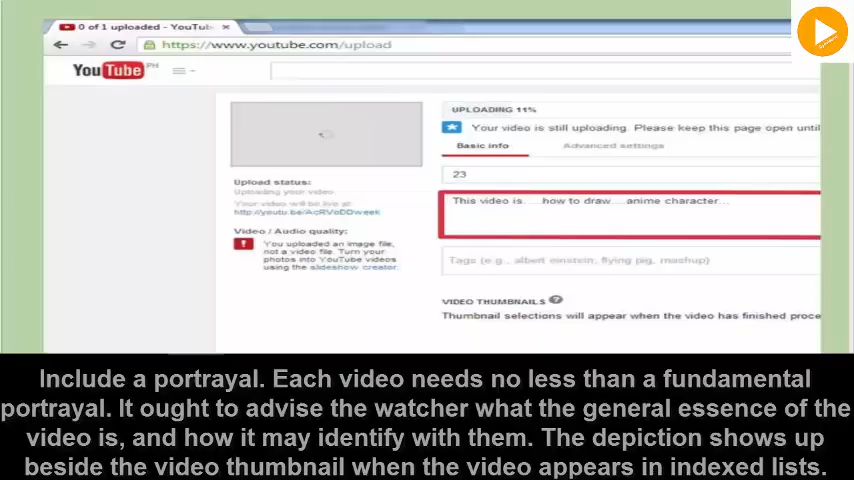 0 of 1 uploaded - YouTub
https://www.youtube.com/upload
YouTube PH
UPLOADING 11%
Your video is still uploading. Please keep this page open until
Basic info Advanced settings
23
This video is.....how to draw....anime character...
Tags (e.g., albert einstein, flying pig, mashup)
VIDEO THUMBNAILS
Thumbnail selections will appear when the video has finished proce
Upload status:
Uploading your video.
Your video will be live at:
http://youtu.be/AcRVoDDweek
Video / Audio quality:
You uploaded an image file,
not a video file. Turn your
photos into YouTube videos
using the slideshow creator.
Include a portrayal. Each video needs no less than a fundamental
portrayal. It ought to advise the watcher what the general essence of the
video is, and how it may identify with them. The depiction shows up
beside the video thumbnail when the video appears in indexed lists.